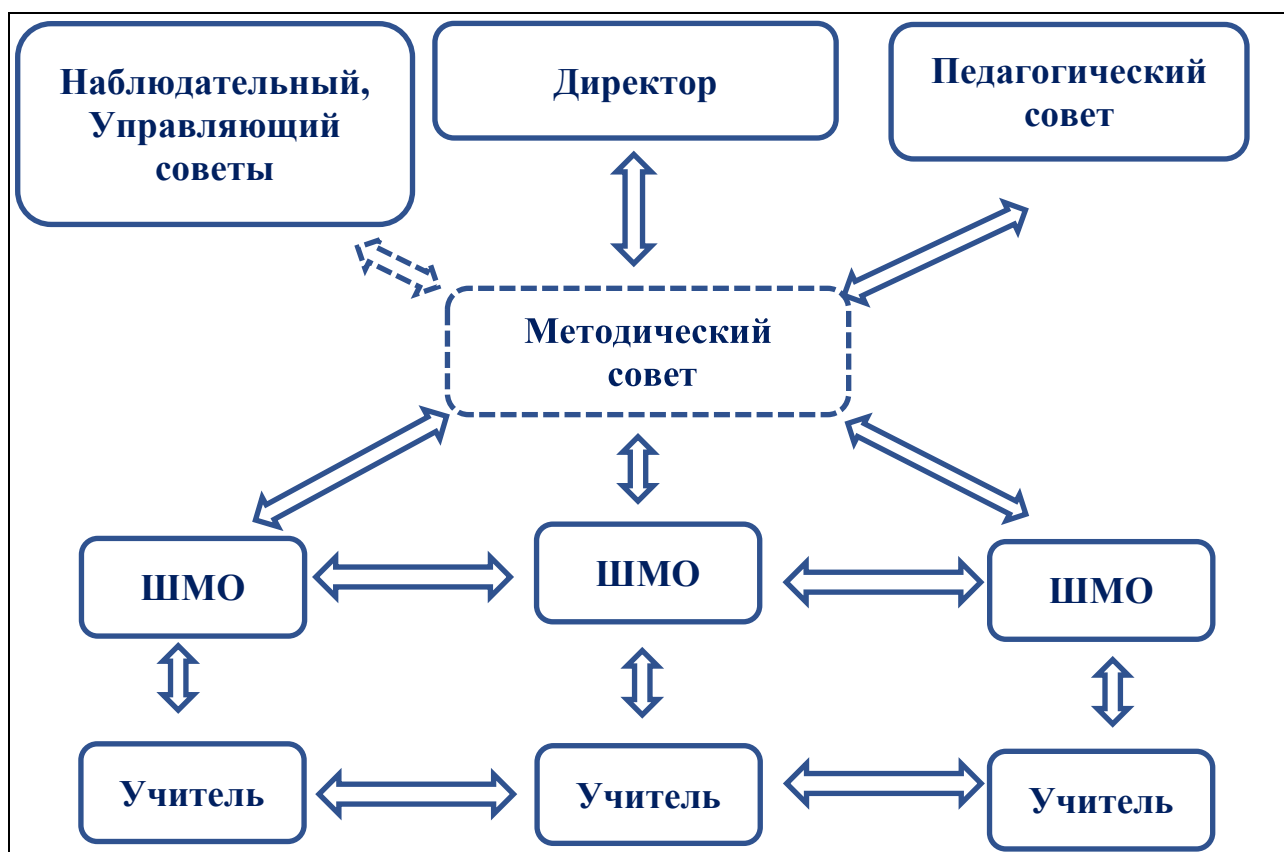 Наблюдательный,
Управляющий
советы
Директор
Педагогический
совет
Методический
совет
ШМО
ШМО
ШМО
Учитель
Учитель
Учитель